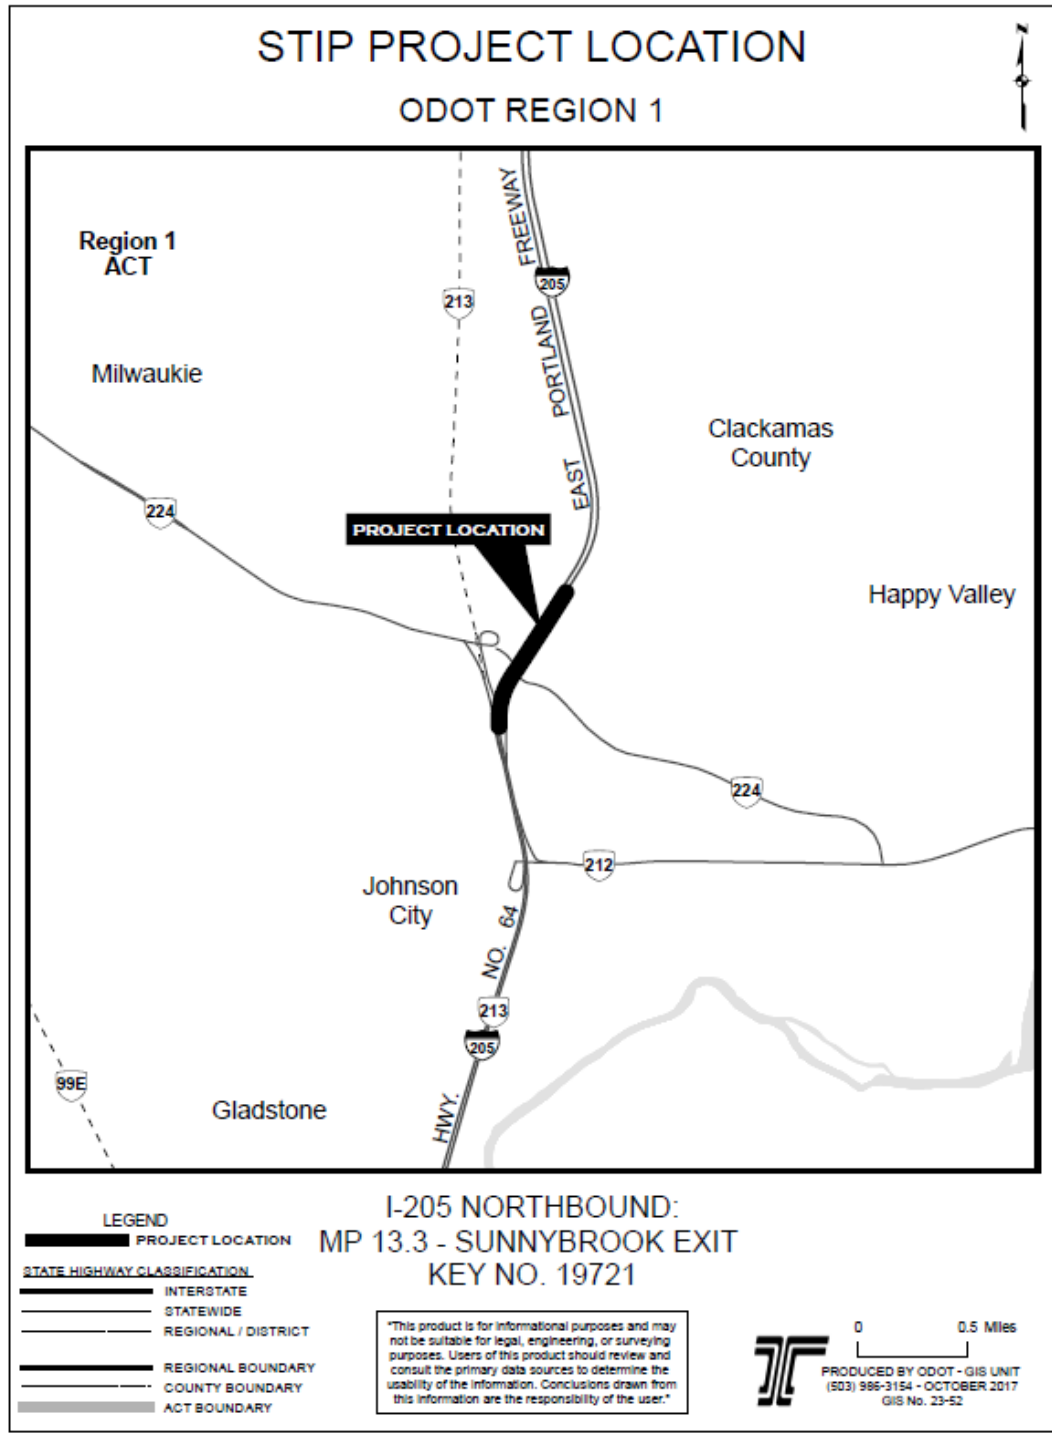 STIP PROJECT LOCATION
ODOT REGION 1
N
Region 1
ACT
FREEWAY
205
213
Milwaukie
PORTLAND
Clackamas
County
EAST
224
PROJECT LOCATION
Happy Valley
224
212
Johnson
City
NO. 64
213
205
99E
Gladstone
HWY.
I-205 NORTHBOUND:
MP 13.3 - SUNNYBROOK EXIT
KEY NO. 19721
LEGEND
PROJECT LOCATION
STATE HIGHWAY CLASSIFICATION
INTERSTATE
STATEWIDE
REGIONAL / DISTRICT
REGIONAL BOUNDARY
COUNTY BOUNDARY
ACT BOUNDARY
"This product is for informational purposes and may
not be suitable for legal, engineering, or surveying
purposes. Users of this product should review and
consult the primary data sources to determine the
usability of the information. Conclusions drawn from
this information are the responsibility of the user."
0 0.5 Miles
PRODUCED BY ODOT - GIS UNIT
(503) 986-3154 - OCTOBER 2017
GIS No. 23-52